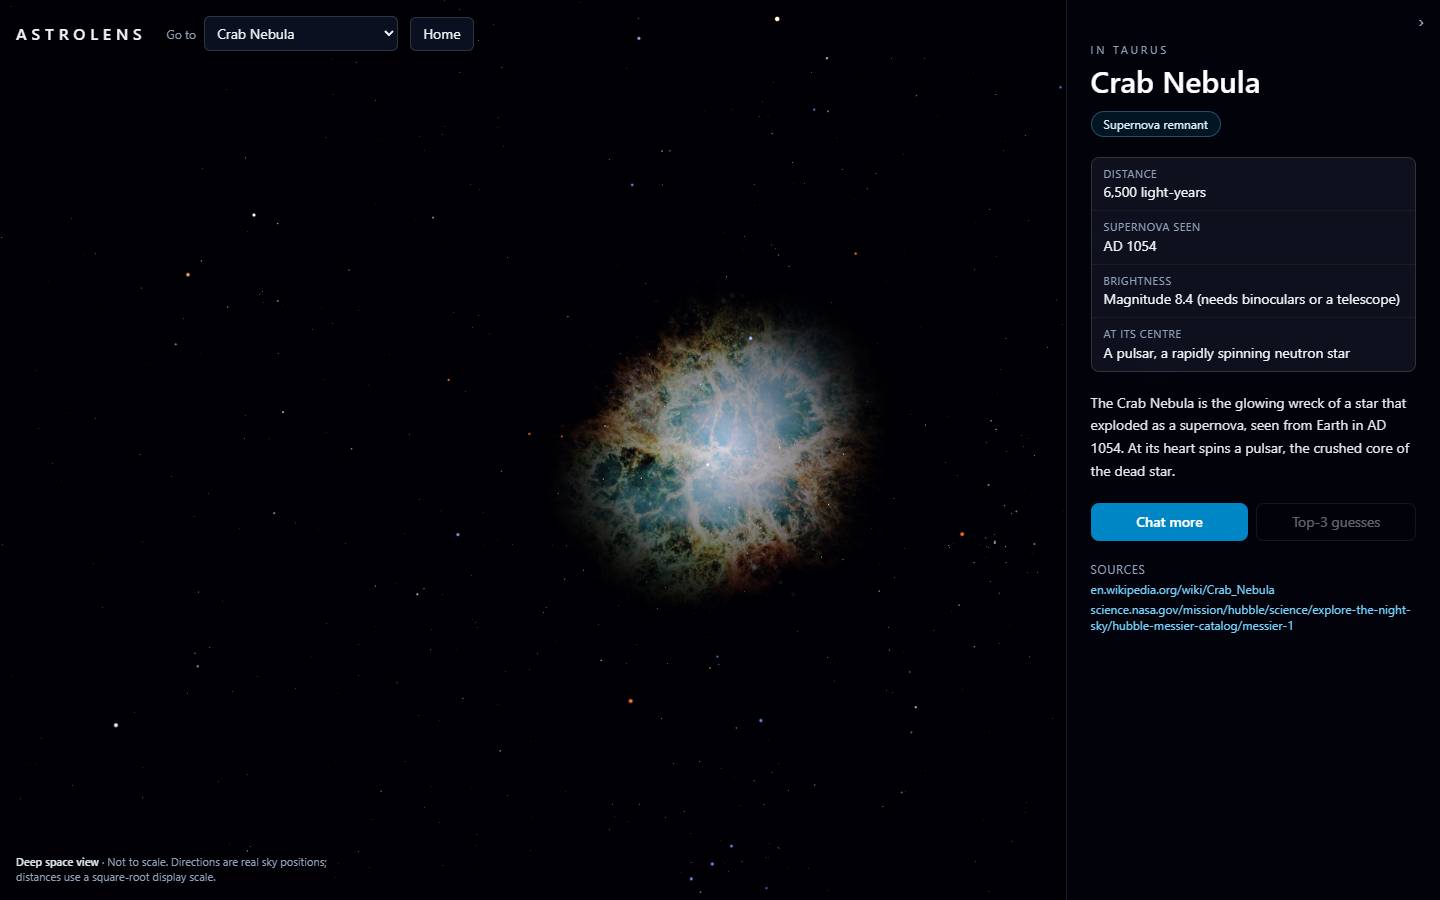 ASTROLENS Go to Crab Nebula Home
›
IN TAURUS
Crab Nebula
Supernova remnant
DISTANCE
6,500 light-years
SUPERNOVA SEEN
AD 1054
BRIGHTNESS
Magnitude 8.4 (needs binoculars or a telescope)
AT ITS CENTRE
A pulsar, a rapidly spinning neutron star
The Crab Nebula is the glowing wreck of a star that
exploded as a supernova, seen from Earth in AD
1054. At its heart spins a pulsar, the crushed core of
the dead star.
Chat more Top-3 guesses
SOURCES
en.wikipedia.org/wiki/Crab_Nebula
science.nasa.gov/mission/hubble/science/explore-the-night-
sky/hubble-messier-catalog/messier-1
Deep space view · Not to scale. Directions are real sky positions;
distances use a square-root display scale.